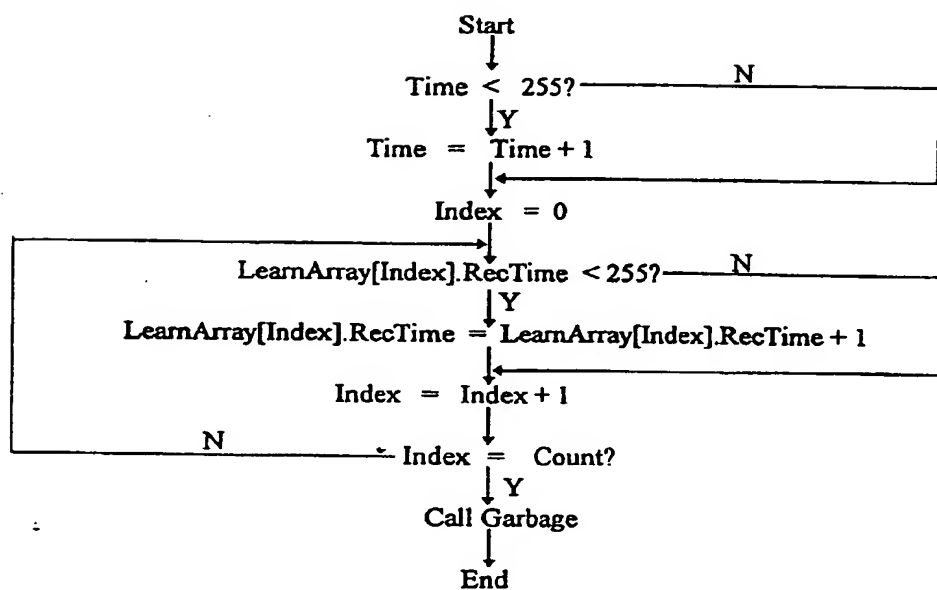 Start
Time < 255?
N
Y
Time = Time + 1
Index = 0
LearnArray[Index].RecTime < 255?
N
Y
LearnArray[Index].RecTime = LearnArray[Index].RecTime + 1
Index = Index + 1
N
Index = Count?
Y
Call Garbage
End